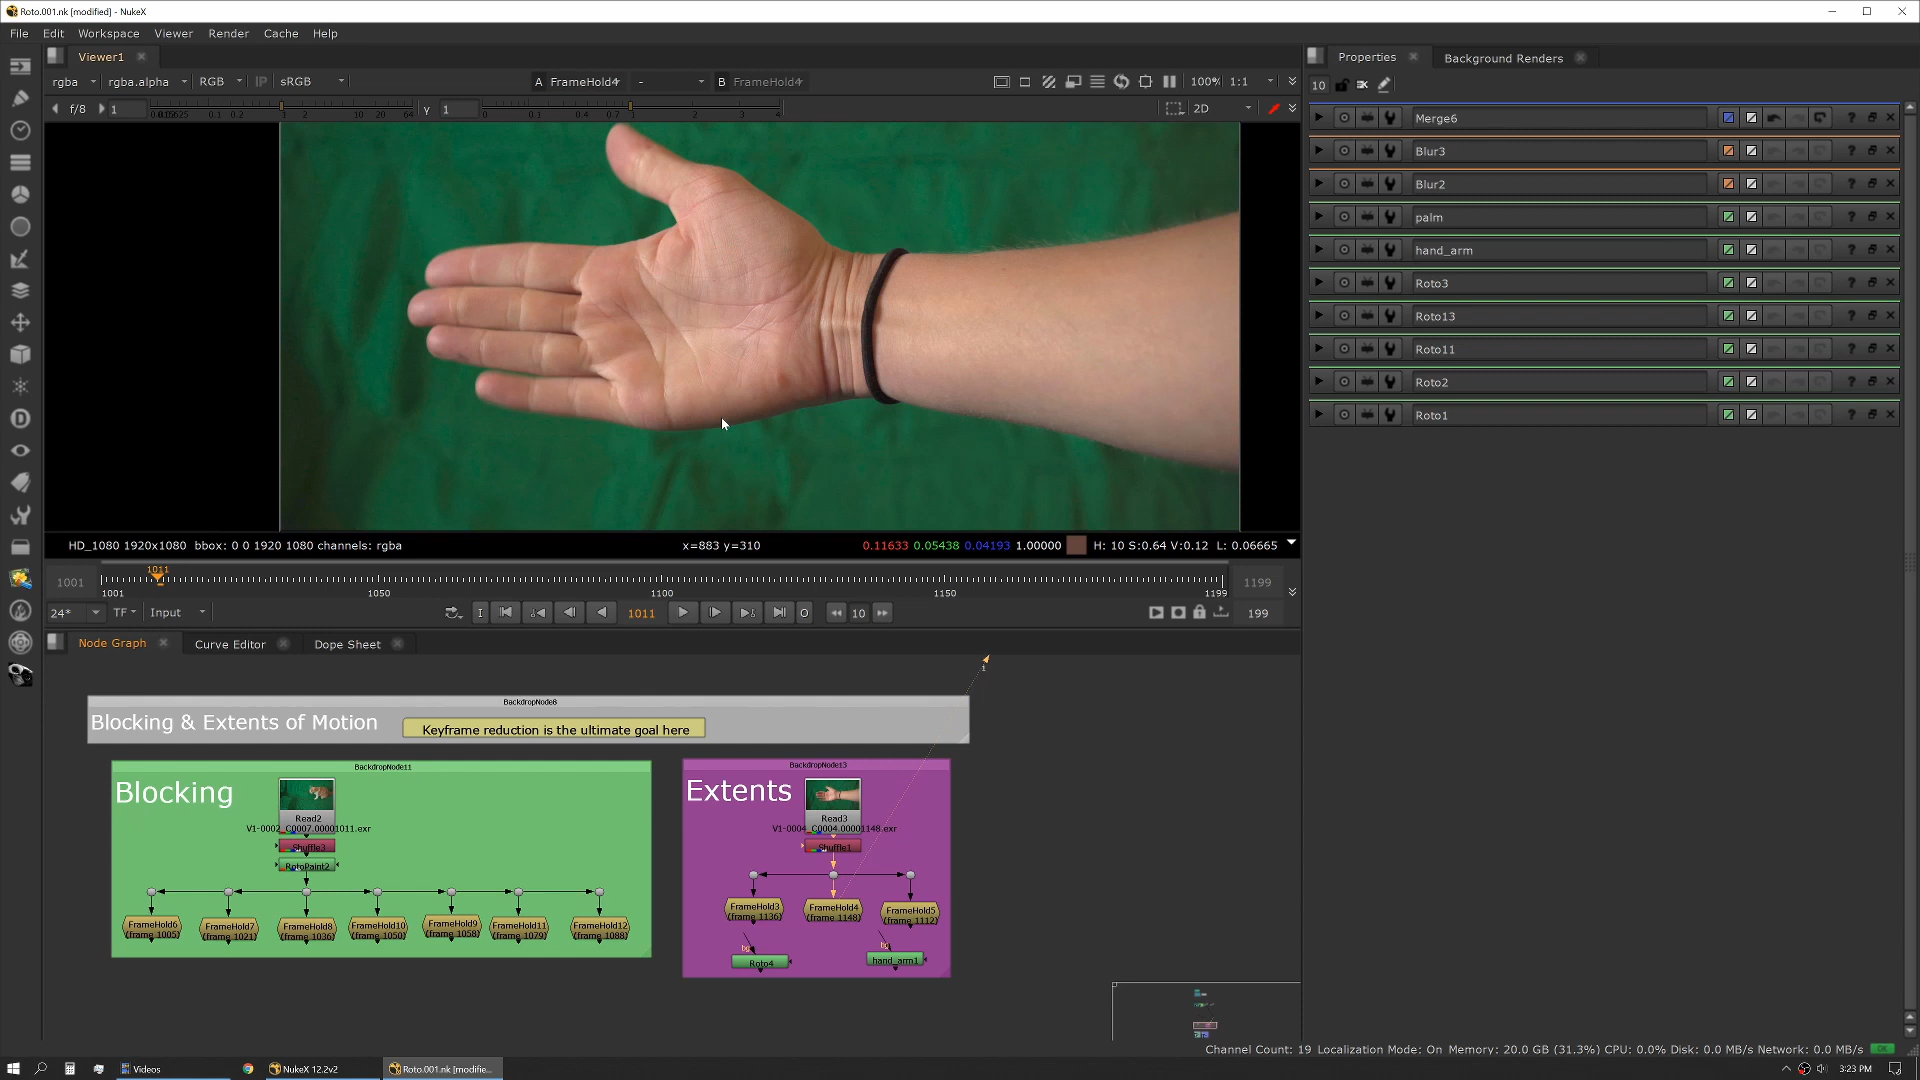 Roto.001.nk [modified] - NukeX
File Edit Workspace Viewer Render Cache Help
Viewer1
rgba rgba.alpha RGB IP sRGB A FrameHold4 - B FrameHold4 100% 1:1
f/8 1 y 1 2D
HD_1080 1920x1080 bbox: 0 0 1920 1080 channels: rgba x=883 y=310 0.11633 0.05438 0.04193 1.00000 H: 10 S:0.64 V:0.12 L: 0.06665
1011
1001 1199
1001 1050 1100 1150 1199
24* TF Input I 1011 O 10 199
Node Graph Curve Editor Dope Sheet
BackdropNode8
Blocking & Extents of Motion
Keyframe reduction is the ultimate goal here
BackdropNode11
Blocking
Read2
V1-0002_C0007.00001011.exr
Shuffle3
RotoPaint2
FrameHold6 (frame 1005)
FrameHold7 (frame 1021)
FrameHold8 (frame 1036)
FrameHold10 (frame 1050)
FrameHold9 (frame 1058)
FrameHold11 (frame 1079)
FrameHold12 (frame 1088)
BackdropNode13
Extents
Read3
V1-0004_C0004.00001148.exr
Shuffle1
FrameHold3 (frame 1136)
FrameHold4 (frame 1148)
FrameHold5 (frame 1112)
bg
Roto4
bg
hand_arm1
1
Properties Background Renders
10
Merge6
Blur3
Blur2
palm
hand_arm
Roto3
Roto13
Roto11
Roto2
Roto1
Channel Count: 19 Localization Mode: On Memory: 20.0 GB (31.3%) CPU: 0.0% Disk: 0.0 MB/s Network: 0.0 MB/s OK
Videos
NukeX 12.2v2
Roto.001.nk [modifie...
3:23 PM